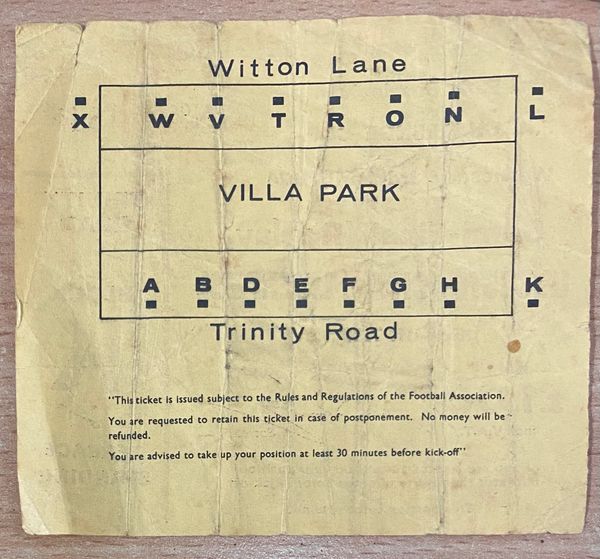 Witton Lane
X W V T R O N L
VILLA PARK
A B D E F G H K
Trinity Road
"This ticket is issued subject to the Rules and Regulations of the Football Association.
You are requested to retain this ticket in case of postponement. No money will be
refunded.
You are advised to take up your position at least 30 minutes before kick-off"